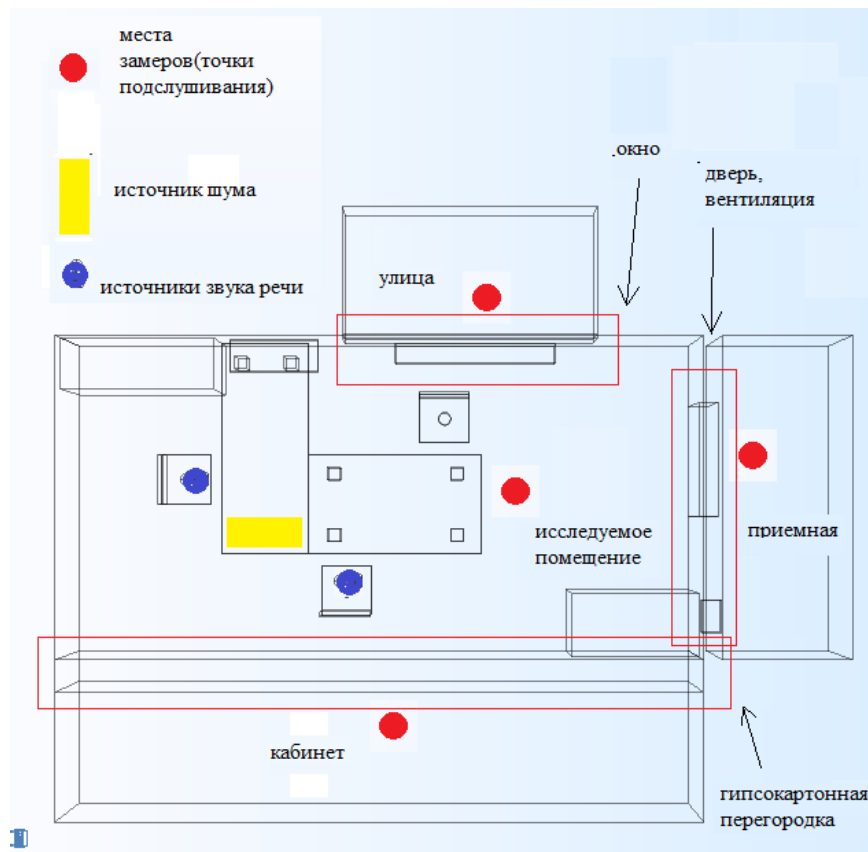 места
замеров(точки
подслушивания)
источник шума
источники звука речи
окно
дверь,
вентиляция
улица
исследуемое
помещение
приемная
кабинет
гипсокартонная
перегородка